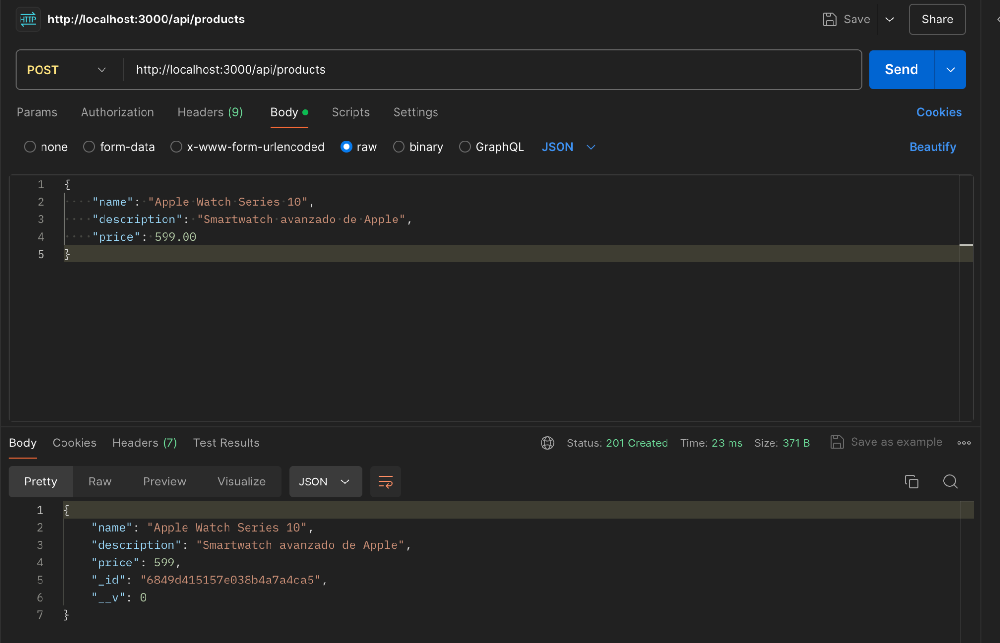 HTTP http://localhost:3000/api/products Save Share
POST http://localhost:3000/api/products Send
Params Authorization Headers (9) Body Scripts Settings Cookies
none form-data x-www-form-urlencoded raw binary GraphQL JSON Beautify
1 {
2 "name": "Apple Watch Series 10",
3 "description": "Smartwatch avanzado de Apple",
4 "price": 599.00
5 }
Body Cookies Headers (7) Test Results Status: 201 Created Time: 23 ms Size: 371 B Save as example
Pretty Raw Preview Visualize JSON
1 {
2 "name": "Apple Watch Series 10",
3 "description": "Smartwatch avanzado de Apple",
4 "price": 599,
5 "_id": "6849d415157e038b4a7a4ca5",
6 "__v": 0
7 }